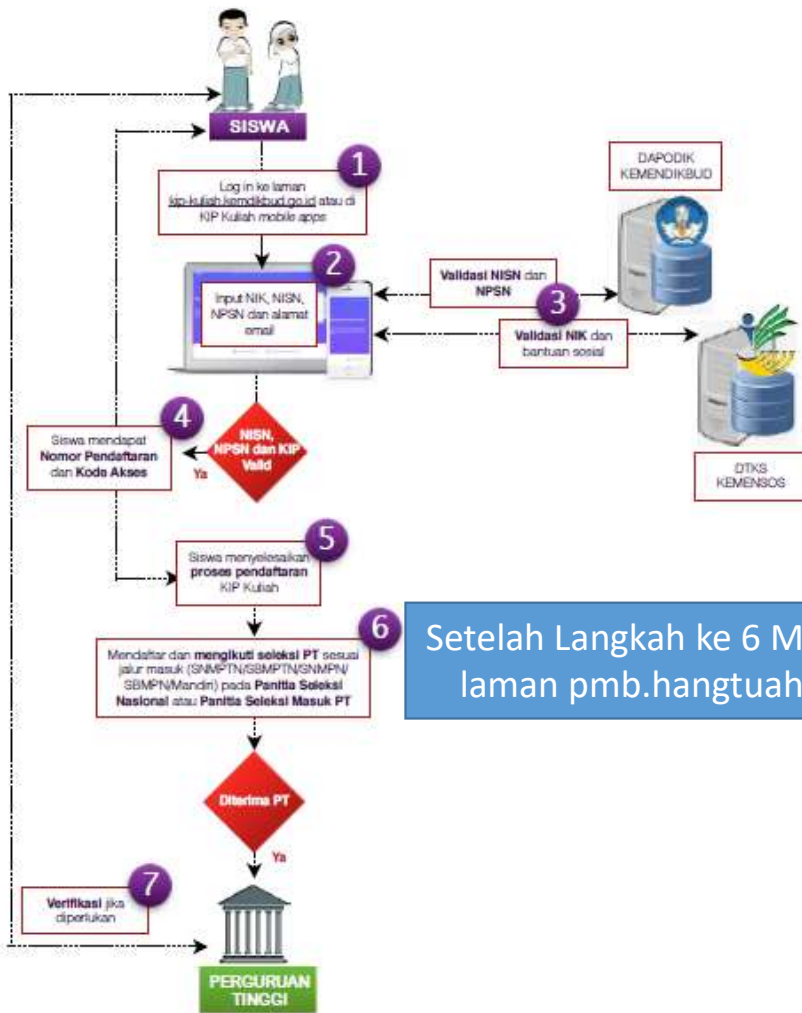 SISWA
1
Log in ke laman
kip-kuliah.kemdikbud.go.id atau di
KIP Kuliah mobile apps
2
Input NIK, NISN,
NPSN dan alamat
email
DAPODIK
KEMENDIKBUD
Validasi NISN dan
NPSN
3
Validasi NIK dan
bantuan sosial
DTKS
KEMENSOS
NISN,
NPSN dan KIP
Valid
Ya
4
Siswa mendapat
Nomor Pendaftaran
dan Kode Akses
5
Siswa menyelesaikan
proses pendaftaran
KIP Kuliah
6
Mendaftar dan mengikuti seleksi PT sesuai
jalur masuk (SNMPTN/SBMPTN/SNMPN/
SBMPN/Mandiri) pada Panitia Seleksi
Nasional atau Panitia Seleksi Masuk PT
Setelah Langkah ke 6 M
laman pmb.hangtuah
Diterima PT
Ya
7
Verifikasi jika
diperlukan
PERGURUAN
TINGGI